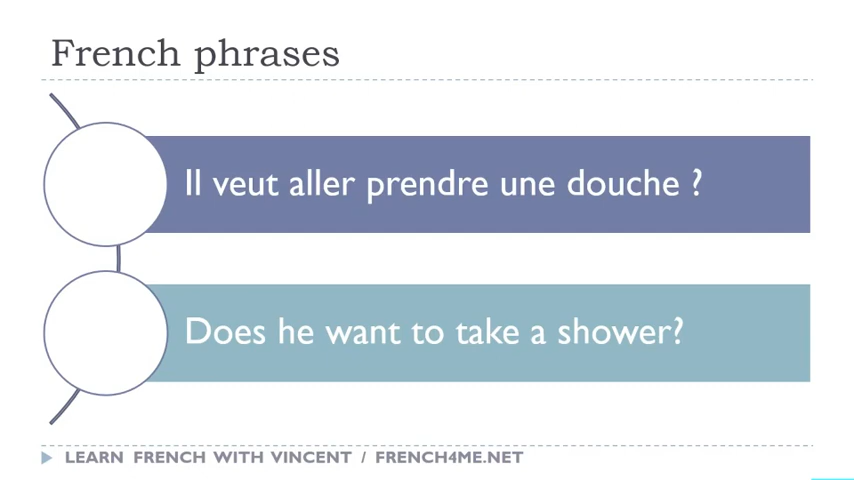 French phrases
Il veut aller prendre une douche ?
Does he want to take a shower?
LEARN FRENCH WITH VINCENT / FRENCH4ME.NET